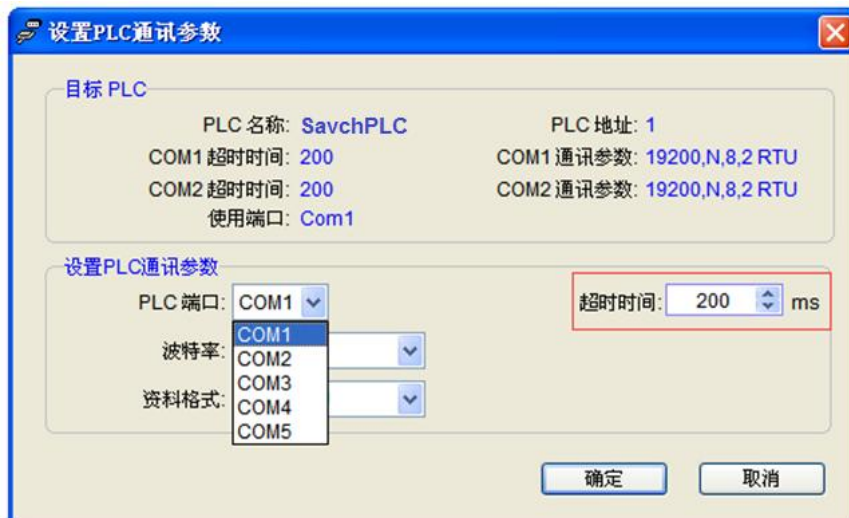 设置PLC通讯参数
目标 PLC
PLC 名称: SavchPLC
PLC 地址: 1
COM1 超时时间: 200
COM1 通讯参数: 19200,N,8,2 RTU
COM2 超时时间: 200
COM2 通讯参数: 19200,N,8,2 RTU
使用端口: Com1
设置PLC通讯参数
PLC 端口: COM1
超时时间: 200 ms
COM1
波特率:
COM2
COM3
资料格式:
COM4
COM5
确定
取消